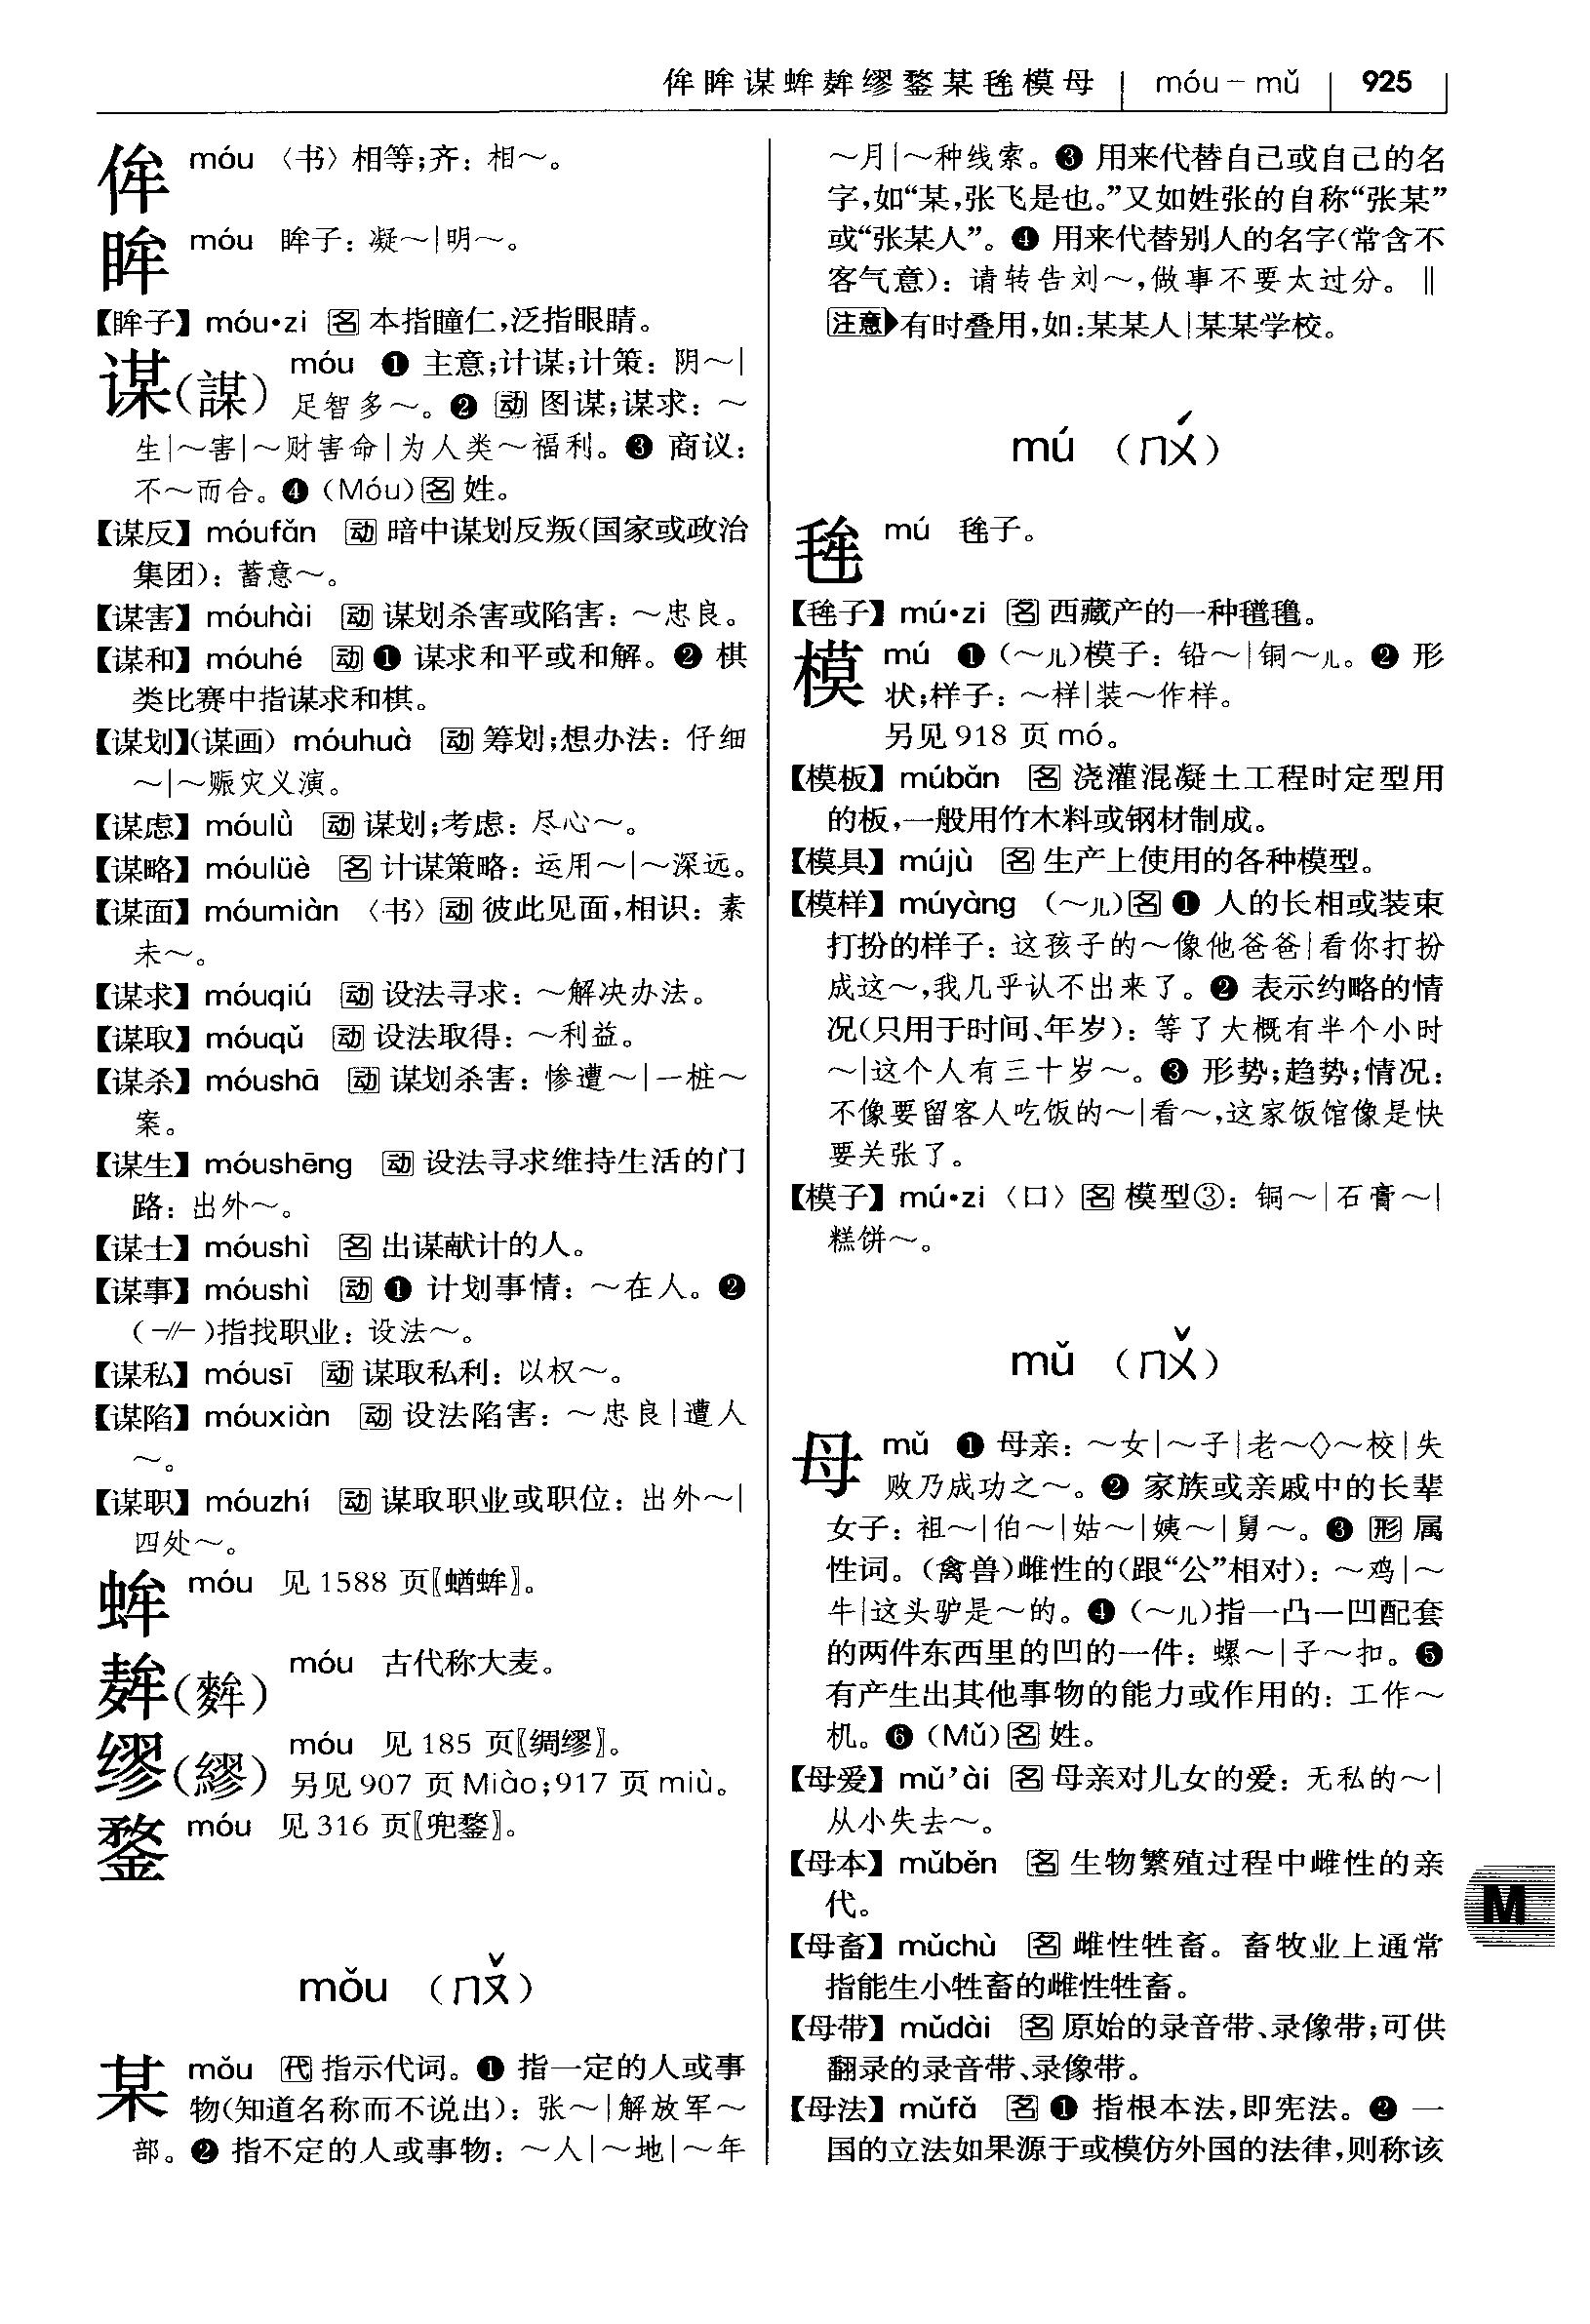 侔眸谋蛑麰缪鍪某毪模母 móu－mǔ 925
侔 móu 〈书〉相等;齐：相～。
眸 móu 眸子：凝～|明～。
【眸子】móu•zi 名 本指瞳仁,泛指眼睛。
谋(謀) móu ❶ 主意;计谋;计策：阴～|
足智多～。❷ 动 图谋;谋求：～
生|～害|～财害命|为人类～福利。❸ 商议：
不～而合。❹ (Móu) 名 姓。
【谋反】móufǎn 动 暗中谋划反叛(国家或政治
集团)：蓄意～。
【谋害】móuhài 动 谋划杀害或陷害：～忠良。
【谋和】móuhé 动 ❶ 谋求和平或和解。❷ 棋
类比赛中指谋求和棋。
【谋划】(谋画) móuhuà 动 筹划;想办法：仔细
～|～赈灾义演。
【谋虑】móulǜ 动 谋划;考虑：尽心～。
【谋略】móulüè 名 计谋策略：运用～|～深远。
【谋面】móumiàn 〈书〉动 彼此见面,相识：素
未～。
【谋求】móuqiú 动 设法寻求：～解决办法。
【谋取】móuqǔ 动 设法取得：～利益。
【谋杀】móushā 动 谋划杀害：惨遭～|一桩～
案。
【谋生】móushēng 动 设法寻求维持生活的门
路：出外～。
【谋士】móushì 名 出谋献计的人。
【谋事】móushì 动 ❶ 计划事情：～在人。❷
(－//－)指找职业：设法～。
【谋私】móusī 动 谋取私利：以权～。
【谋陷】móuxiàn 动 设法陷害：～忠良|遭人
～。
【谋职】móuzhí 动 谋取职业或职位：出外～|
四处～。
蛑 móu 见 1588 页〖蝤蛑〗。
麰(麰) móu 古代称大麦。
缪(繆) móu 见 185 页〖绸缪〗。
另见 907 页 Miào;917 页 miù。
鍪 móu 见 316 页〖兜鍪〗。
mǒu (ㄇㄡˇ)
某 mǒu 代 指示代词。❶ 指一定的人或事
物(知道名称而不说出)：张～|解放军～
部。❷ 指不定的人或事物：～人|～地|～年
～月|～种线索。❸ 用来代替自己或自己的名
字,如“某,张飞是也。”又如姓张的自称“张某”
或“张某人”。❹ 用来代替别人的名字(常含不
客气意)：请转告刘～,做事不要太过分。‖
注意 有时叠用,如:某某人|某某学校。
mú (ㄇㄨˊ)
毪 mú 毪子。
【毪子】mú•zi 名 西藏产的一种氆氇。
模 mú ❶ (～儿)模子：铅～|铜～儿。❷ 形
状;样子：～样|装～作样。
另见 918 页 mó。
【模板】múbǎn 名 浇灌混凝土工程时定型用
的板,一般用竹木料或钢材制成。
【模具】mújù 名 生产上使用的各种模型。
【模样】múyàng (～儿) 名 ❶ 人的长相或装束
打扮的样子：这孩子的～像他爸爸|看你打扮
成这～,我几乎认不出来了。❷ 表示约略的情
况(只用于时间、年岁)：等了大概有半个小时
～|这个人有三十岁～。❸ 形势;趋势;情况：
不像要留客人吃饭的～|看～,这家饭馆像是快
要关张了。
【模子】mú•zi 〈口〉名 模型③：铜～|石膏～|
糕饼～。
mǔ (ㄇㄨˇ)
母 mǔ ❶ 母亲：～女|～子|老～◇～校|失
败乃成功之～。❷ 家族或亲戚中的长辈
女子：祖～|伯～|姑～|姨～|舅～。❸ 形 属
性词。(禽兽)雌性的(跟“公”相对)：～鸡|～
牛|这头驴是～的。❹ (～儿)指一凸一凹配套
的两件东西里的凹的一件：螺～|子～扣。❺
有产生出其他事物的能力或作用的：工作～
机。❻ (Mǔ) 名 姓。
【母爱】mǔ’ài 名 母亲对儿女的爱：无私的～|
从小失去～。
【母本】mǔběn 名 生物繁殖过程中雌性的亲
代。
【母畜】mǔchù 名 雌性牲畜。畜牧业上通常
指能生小牲畜的雌性牲畜。
【母带】mǔdài 名 原始的录音带、录像带;可供
翻录的录音带、录像带。
【母法】mǔfǎ 名 ❶ 指根本法,即宪法。❷ 一
国的立法如果源于或模仿外国的法律,则称该
M